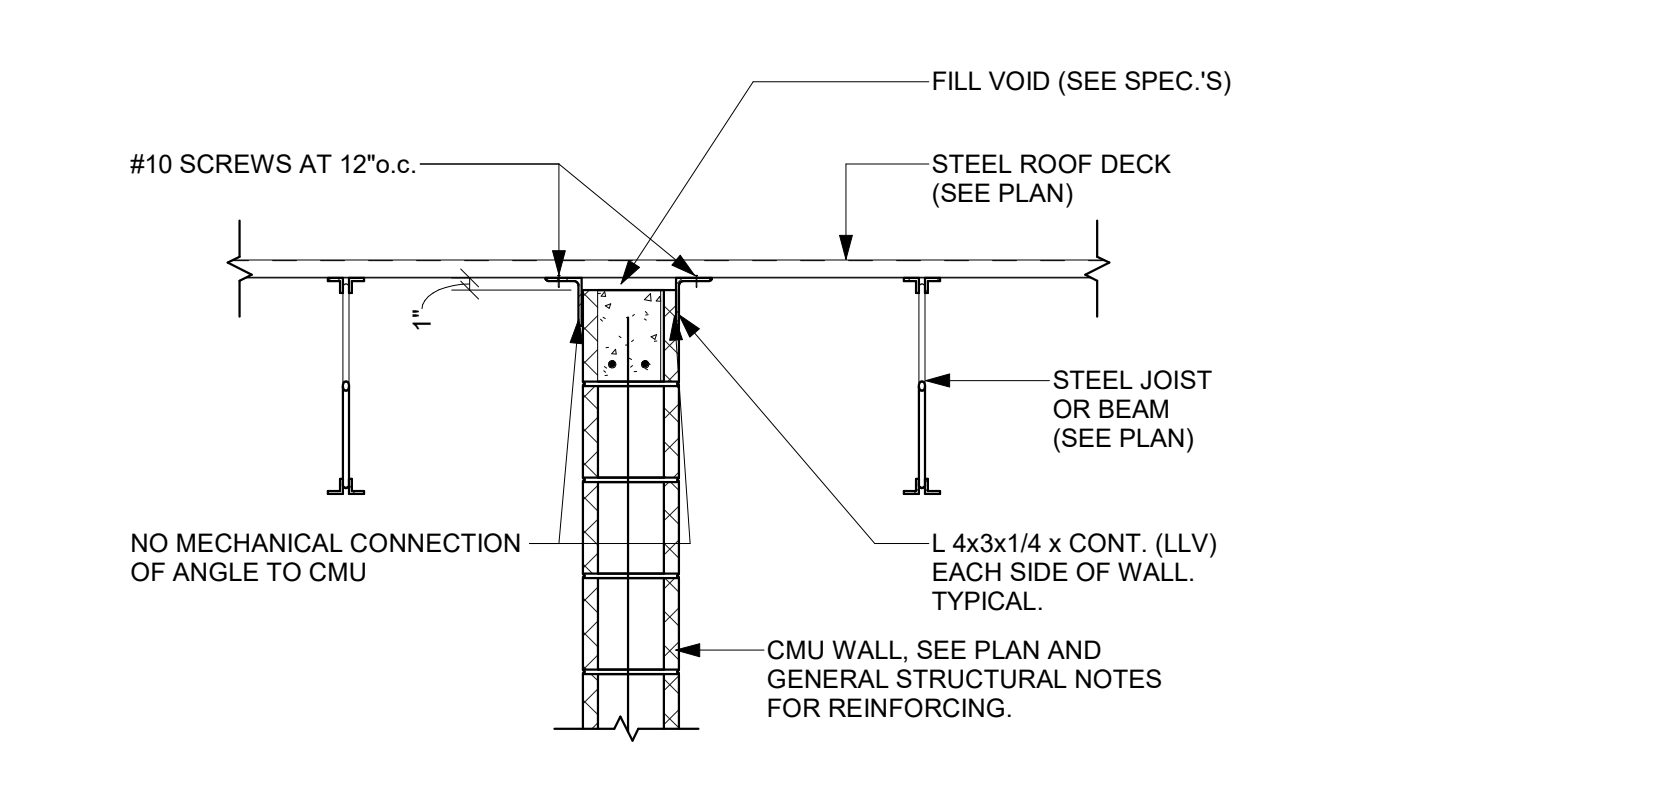 FILL VOID (SEE SPEC.'S)
#10 SCREWS AT 12"o.c.
STEEL ROOF DECK
(SEE PLAN)
1"
STEEL JOIST
OR BEAM
(SEE PLAN)
NO MECHANICAL CONNECTION
OF ANGLE TO CMU
L 4x3x1/4 x CONT. (LLV)
EACH SIDE OF WALL.
TYPICAL.
CMU WALL, SEE PLAN AND
GENERAL STRUCTURAL NOTES
FOR REINFORCING.